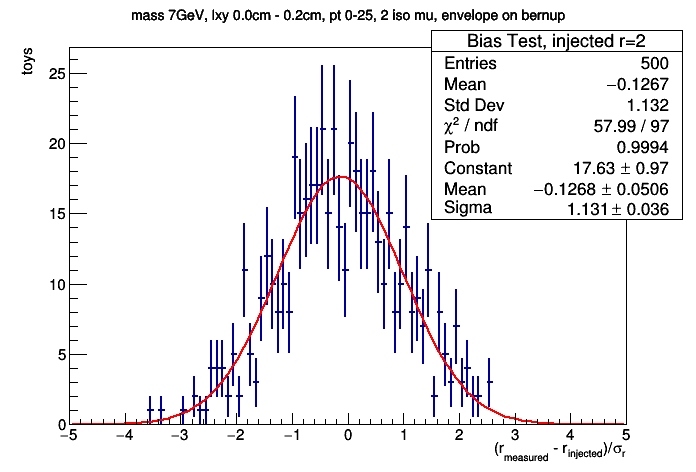 mass 7GeV, lxy 0.0cm - 0.2cm, pt 0-25, 2 iso mu, envelope on bernup
toys
Bias Test, injected r=2
Entries 500
Mean −0.1267
Std Dev 1.132
χ² / ndf 57.99 / 97
Prob 0.9994
Constant 17.63 ± 0.97
Mean −0.1268 ± 0.0506
Sigma 1.131 ± 0.036
25
20
15
10
5
0
−5 −4 −3 −2 −1 0 1 2 3 4 5
(r_measured - r_injected)/σ_r